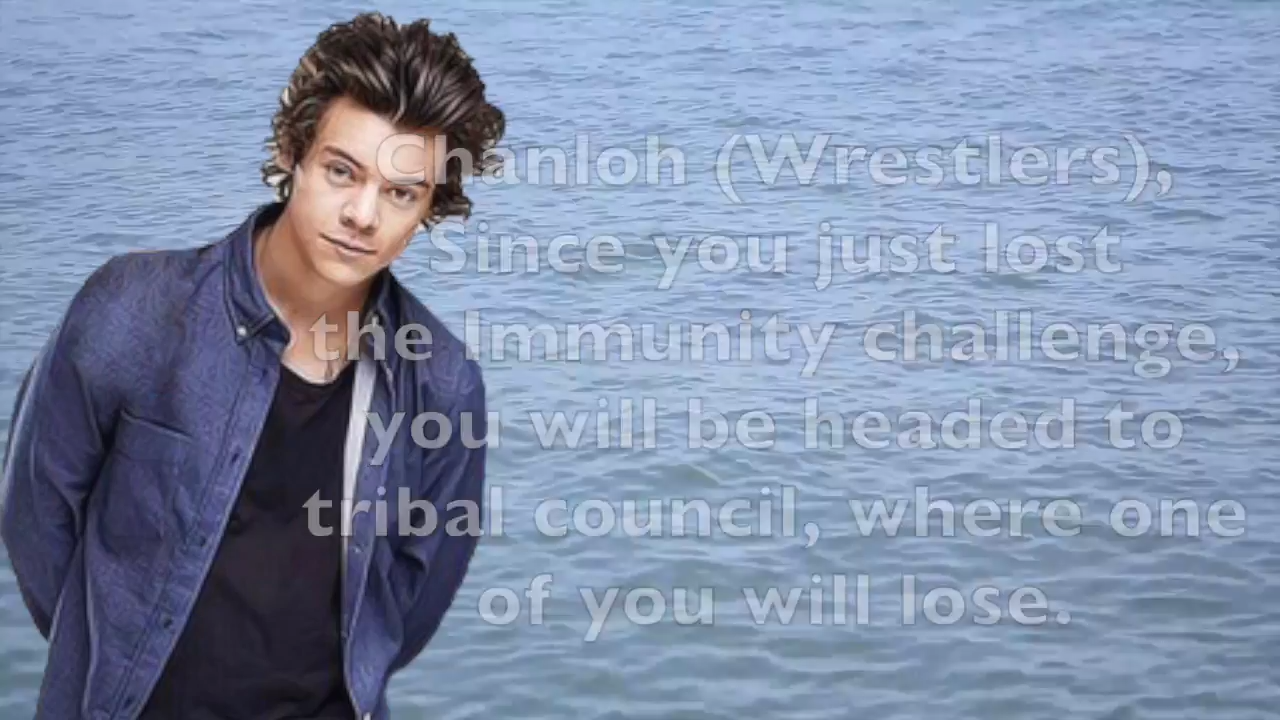 Chanloh (Wrestlers),
Since you just lost
the Immunity challenge,
you will be headed to
tribal council, where one
of you will lose.